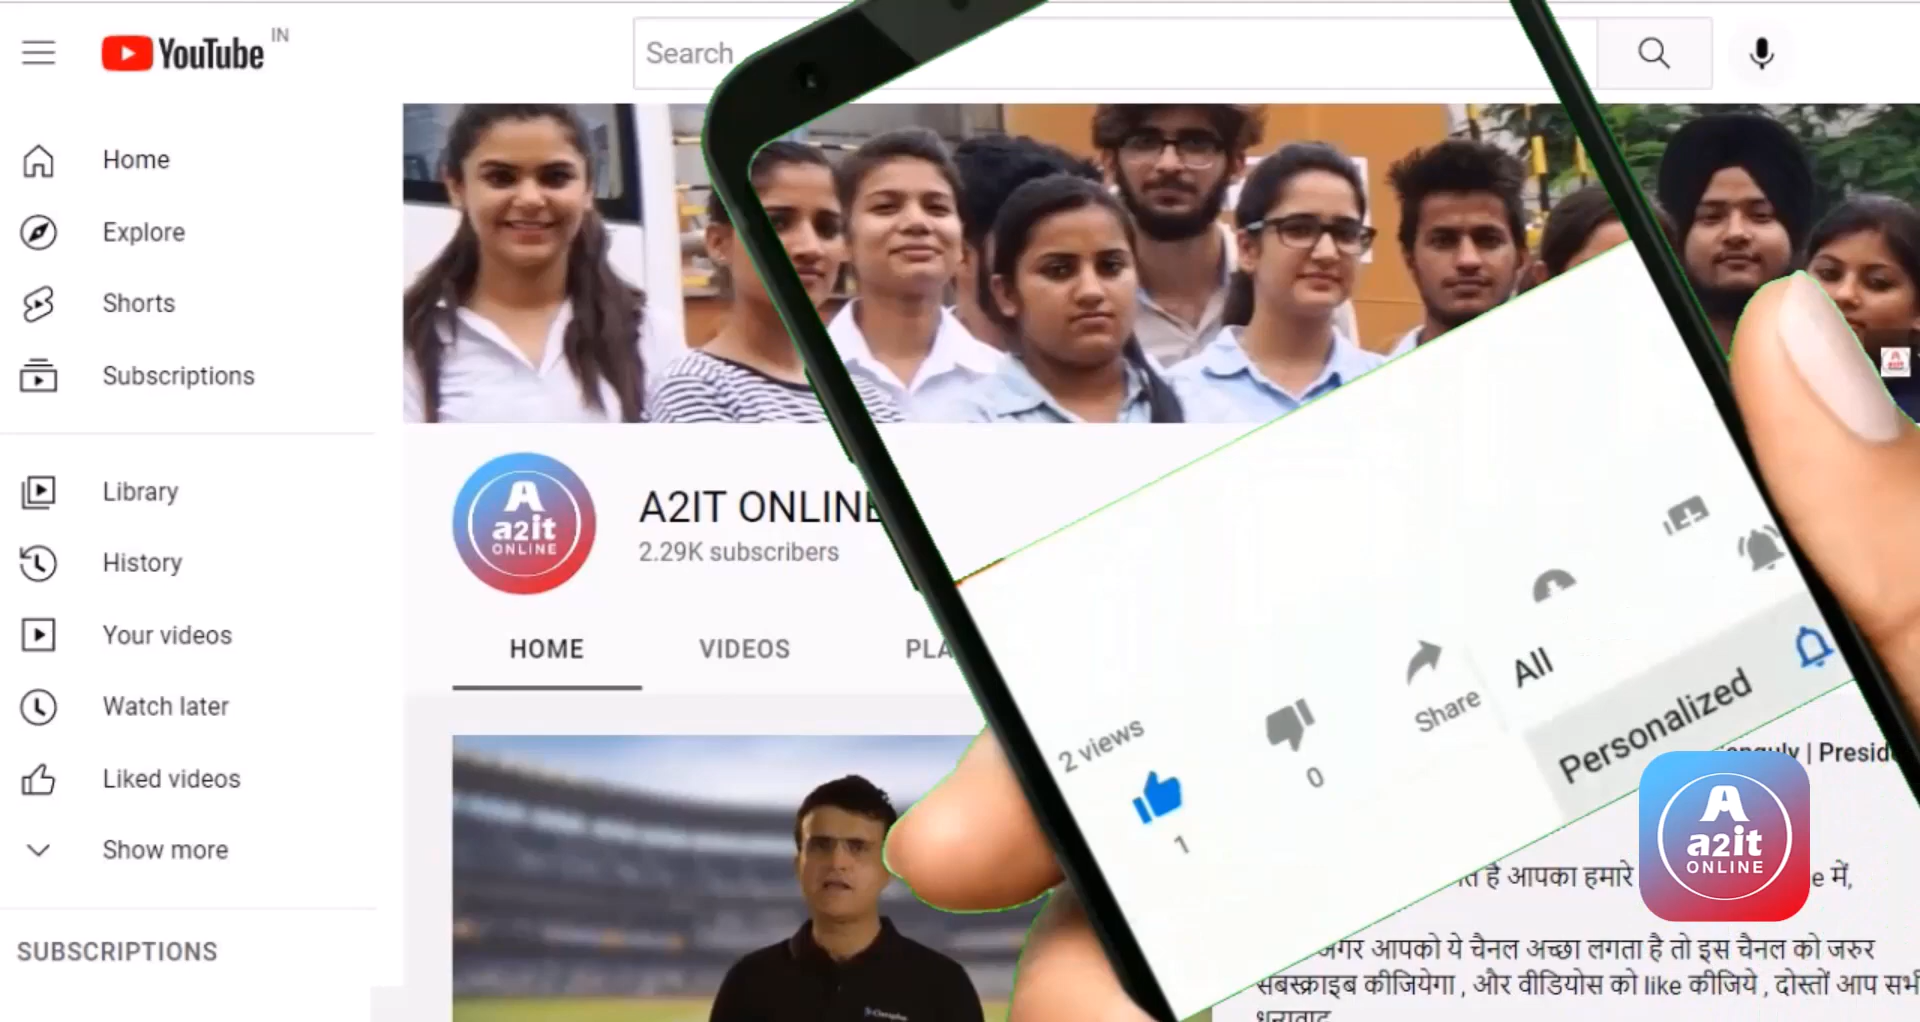 YouTube IN
Search
Home
Explore
Shorts
Subscriptions
Library
History
Your videos
Watch later
Liked videos
Show more
SUBSCRIPTIONS
A
a2it
ONLINE
A2IT ONLINE
2.29K subscribers
HOME
VIDEOS
PLA
2 views
1
0
Share
All
Personalized
| Presid
A
a2it
ONLINE
है आपका हमारे
में,
अगर आपको ये चैनल अच्छा लगता है तो इस चैनल को जरुर
सबस्क्राइब कीजियेगा , और वीडियोस को like कीजिये , दोस्तों आप सभी